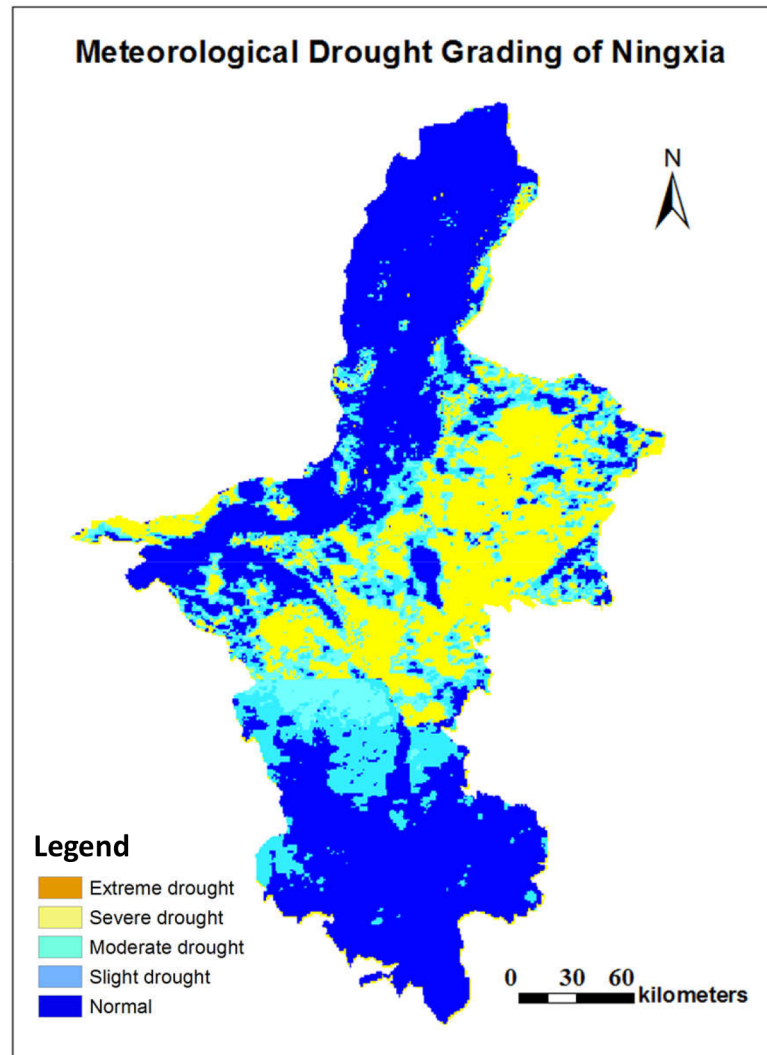 Meteorological Drought Grading of Ningxia
N
Legend
Extreme drought
Severe drought
Moderate drought
Slight drought
Normal
0 30 60
kilometers